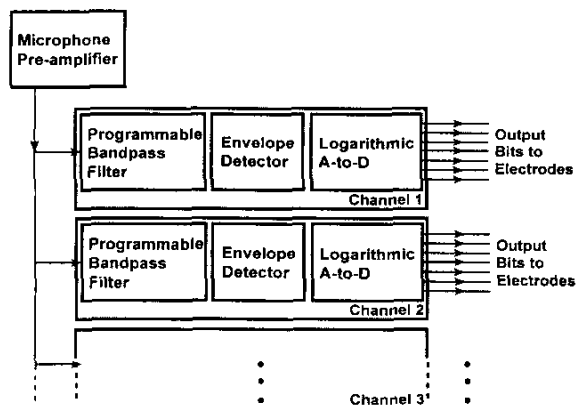 Microphone
Pre-amplifier
Programmable
Bandpass
Filter
Envelope
Detector
Logarithmic
A-to-D
Channel 1
Output
Bits to
Electrodes
Programmable
Bandpass
Filter
Envelope
Detector
Logarithmic
A-to-D
Channel 2
Output
Bits to
Electrodes
Channel 3